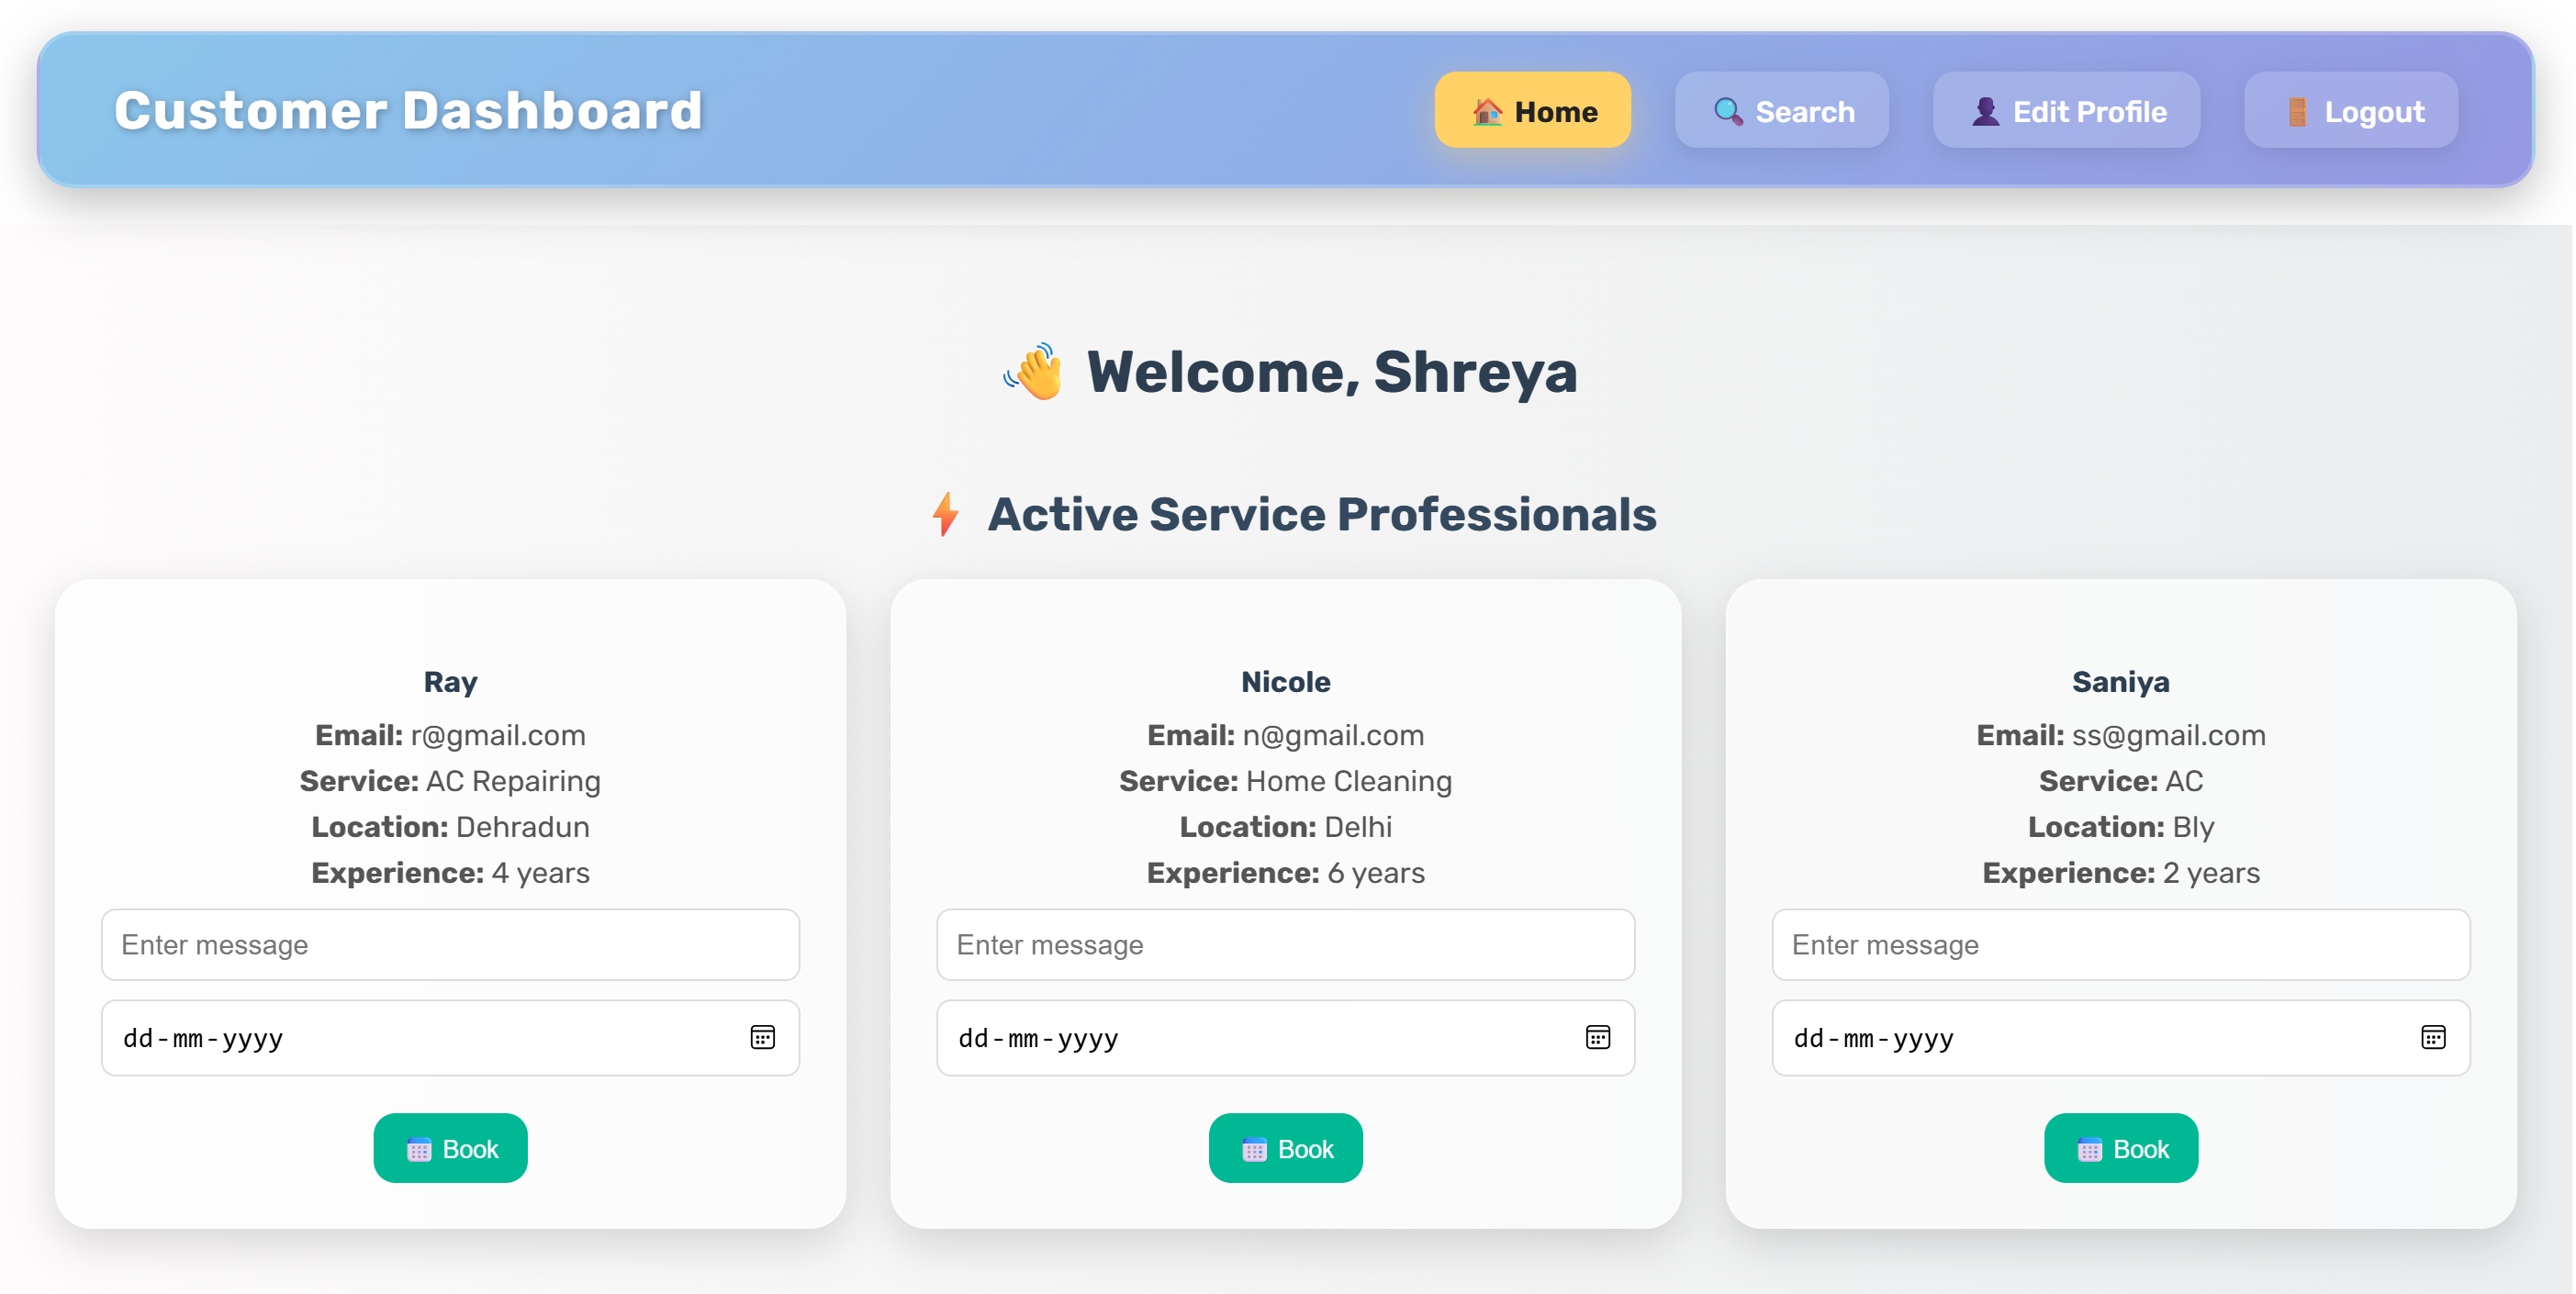 Customer Dashboard
🏠 Home
🔍 Search
👤 Edit Profile
🚪 Logout
👋 Welcome, Shreya
⚡ Active Service Professionals
Ray
Email: r@gmail.com
Service: AC Repairing
Location: Dehradun
Experience: 4 years
Enter message
dd-mm-yyyy
Book
Nicole
Email: n@gmail.com
Service: Home Cleaning
Location: Delhi
Experience: 6 years
Enter message
dd-mm-yyyy
Book
Saniya
Email: ss@gmail.com
Service: AC
Location: Bly
Experience: 2 years
Enter message
dd-mm-yyyy
Book